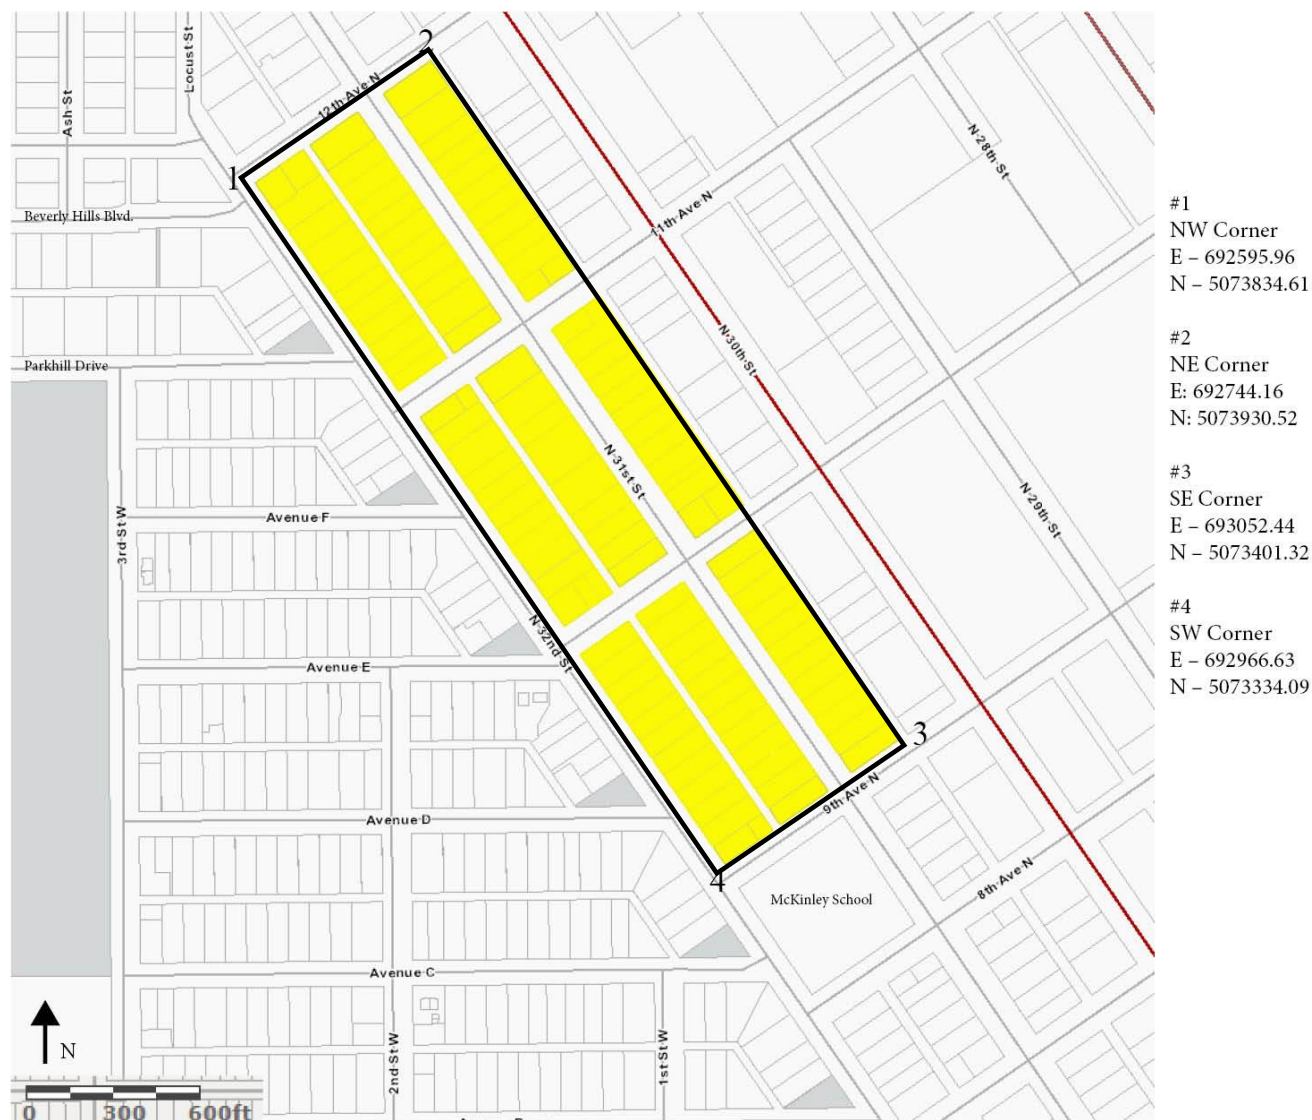 2
Locust St
12th Ave N
Ash St
N 28th St
1
#1
NW Corner
E – 692595.96
N – 5073834.61
Beverly Hills Blvd.
11th Ave N
#2
NE Corner
E: 692744.16
N: 5073930.52
Parkhill Drive
N 30th St
N 31st St
#3
SE Corner
E – 693052.44
N – 5073401.32
3rd St W
Avenue F
N 29th St
#4
SW Corner
E – 692966.63
N – 5073334.09
N 32nd St
Avenue E
3
9th Ave N
Avenue D
4
McKinley School
8th Ave N
Avenue C
N
2nd St W
1st St W
0 300 600ft